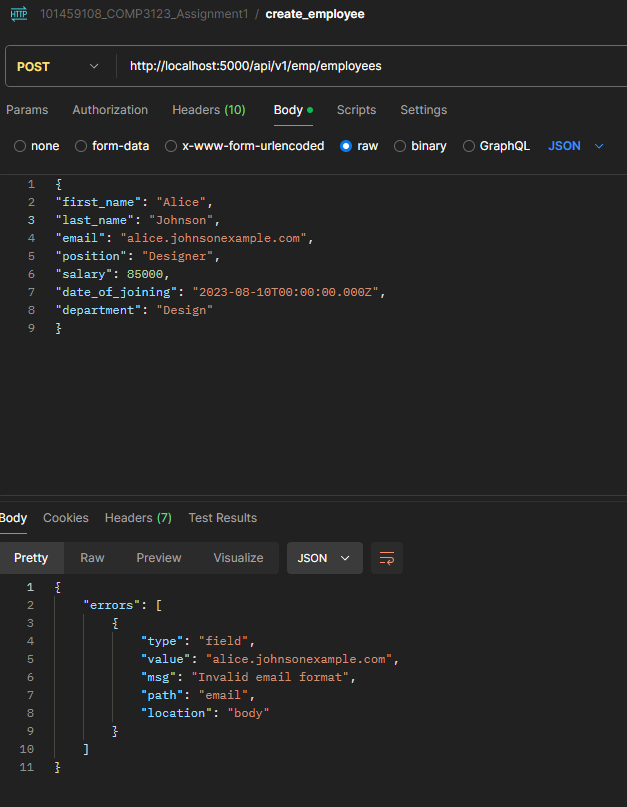 HTTP 101459108_COMP3123_Assignment1 / create_employee
POST http://localhost:5000/api/v1/emp/employees
Params Authorization Headers (10) Body Scripts Settings
none form-data x-www-form-urlencoded raw binary GraphQL JSON
1 {
2 "first_name": "Alice",
3 "last_name": "Johnson",
4 "email": "alice.johnsonexample.com",
5 "position": "Designer",
6 "salary": 85000,
7 "date_of_joining": "2023-08-10T00:00:00.000Z",
8 "department": "Design"
9 }
Body Cookies Headers (7) Test Results
Pretty Raw Preview Visualize JSON
1 {
2 "errors": [
3 {
4 "type": "field",
5 "value": "alice.johnsonexample.com",
6 "msg": "Invalid email format",
7 "path": "email",
8 "location": "body"
9 }
10 ]
11 }